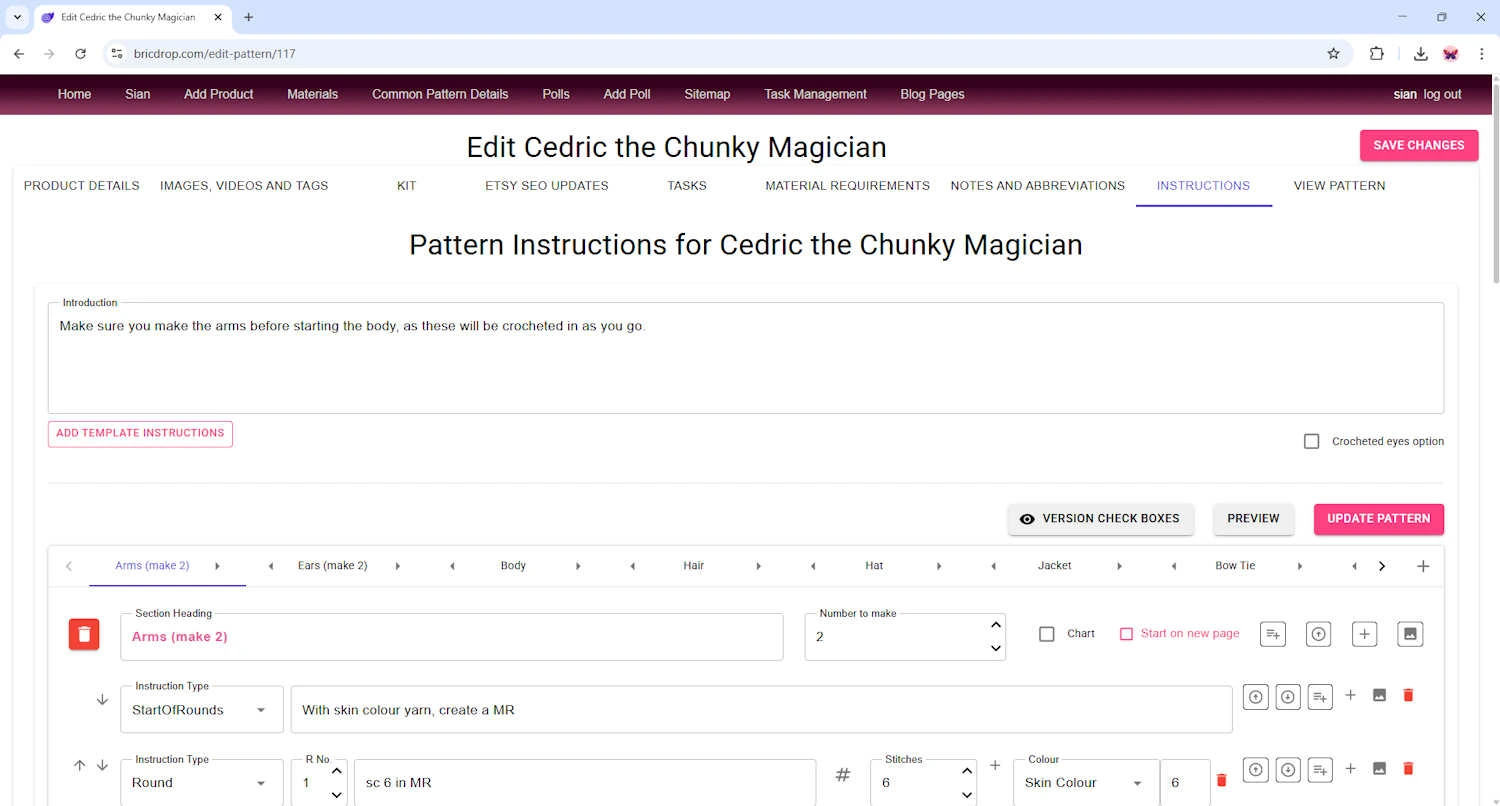 Edit Cedric the Chunky Magician
bricdrop.com/edit-pattern/117
Home Sian Add Product Materials Common Pattern Details Polls Add Poll Sitemap Task Management Blog Pages sian log out
Edit Cedric the Chunky Magician
SAVE CHANGES
PRODUCT DETAILS IMAGES, VIDEOS AND TAGS KIT ETSY SEO UPDATES TASKS MATERIAL REQUIREMENTS NOTES AND ABBREVIATIONS INSTRUCTIONS VIEW PATTERN
Pattern Instructions for Cedric the Chunky Magician
Introduction
Make sure you make the arms before starting the body, as these will be crocheted in as you go.
ADD TEMPLATE INSTRUCTIONS
Crocheted eyes option
VERSION CHECK BOXES PREVIEW UPDATE PATTERN
Arms (make 2) Ears (make 2) Body Hair Hat Jacket Bow Tie
Section Heading Number to make
Arms (make 2) 2 Chart Start on new page
Instruction Type
StartOfRounds With skin colour yarn, create a MR
Instruction Type R No. Stitches Colour
Round 1 sc 6 in MR # 6 Skin Colour 6